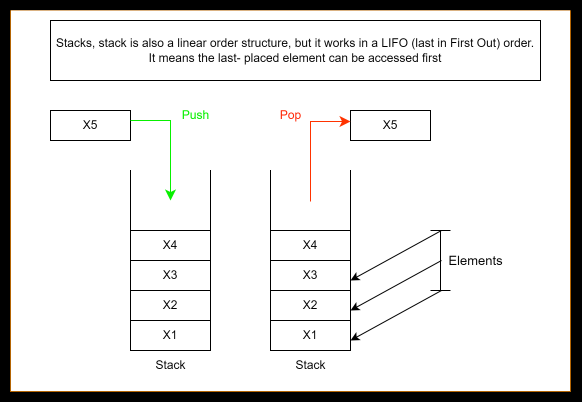 Stacks, stack is also a linear order structure, but it works in a LIFO (last in First Out) order.
It means the last- placed element can be accessed first
X5
Push
Pop
X5
X4
X3
X2
X1
Stack
X4
X3
X2
X1
Stack
Elements